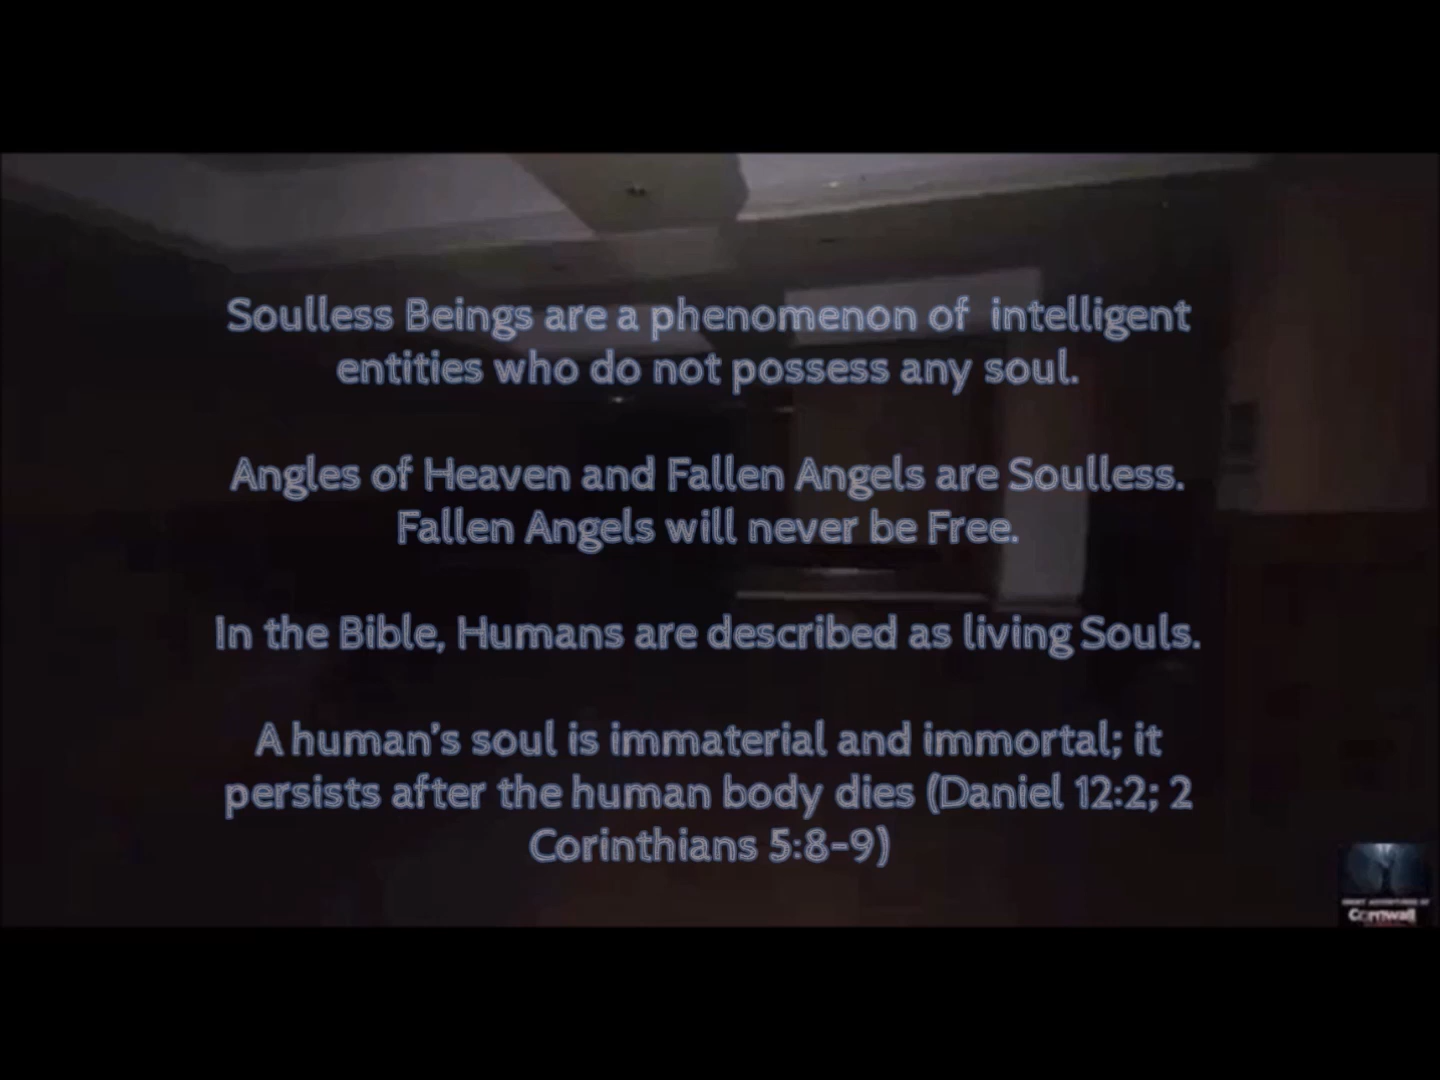 Soulless Beings are a phenomenon of intelligent
entities who do not possess any soul.
Angles of Heaven and Fallen Angels are Soulless.
Fallen Angels will never be Free.
In the Bible, Humans are described as living Souls.
A human's soul is immaterial and immortal; it
persists after the human body dies (Daniel 12:2; 2
Corinthians 5:8-9)
Cornwall